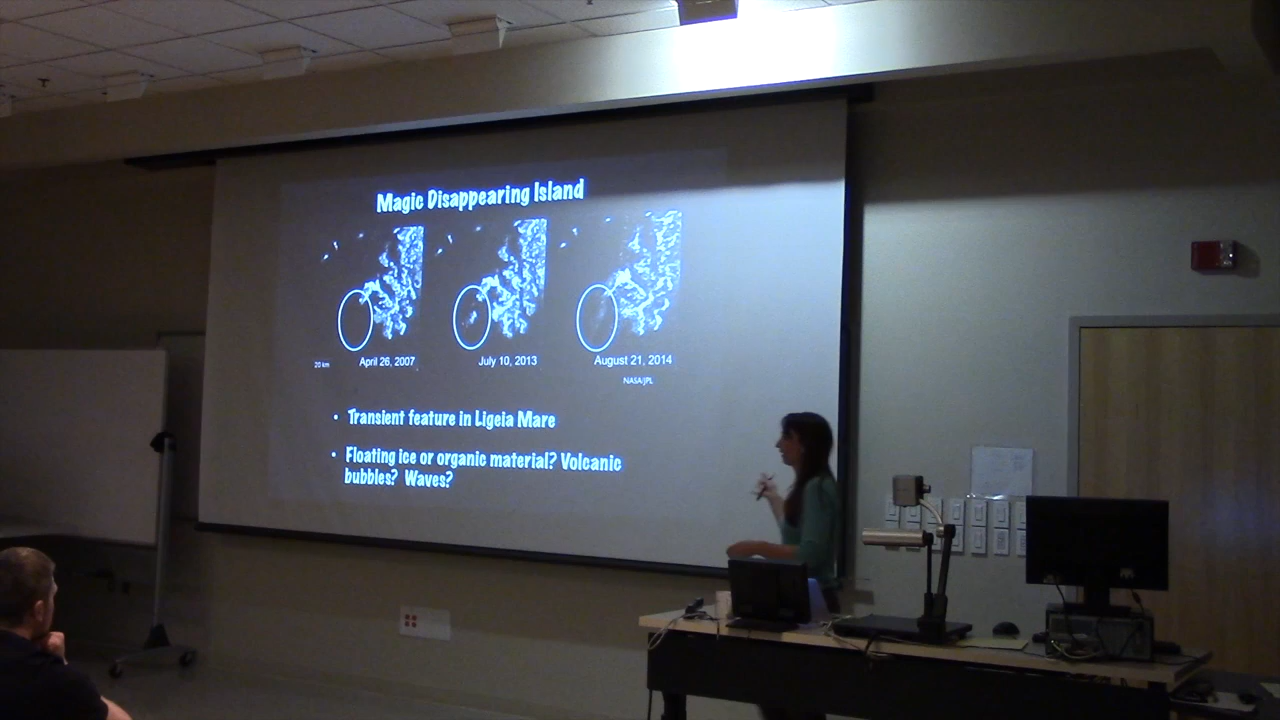 Magic Disappearing Island
20 km
April 26, 2007
July 10, 2013
August 21, 2014
NASA/JPL
• Transient feature in Ligeia Mare
• Floating ice or organic material? Volcanic
bubbles? Waves?